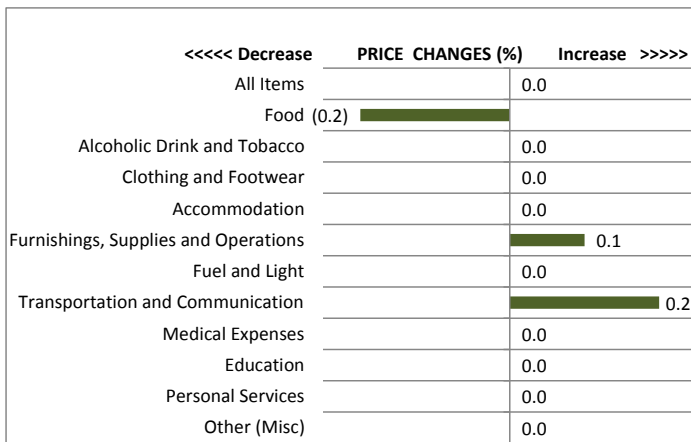 <<<<< Decrease PRICE CHANGES (%) Increase >>>>>
All Items 0.0
Food (0.2)
Alcoholic Drink and Tobacco 0.0
Clothing and Footwear 0.0
Accommodation 0.0
Furnishings, Supplies and Operations 0.1
Fuel and Light 0.0
Transportation and Communication 0.2
Medical Expenses 0.0
Education 0.0
Personal Services 0.0
Other (Misc) 0.0